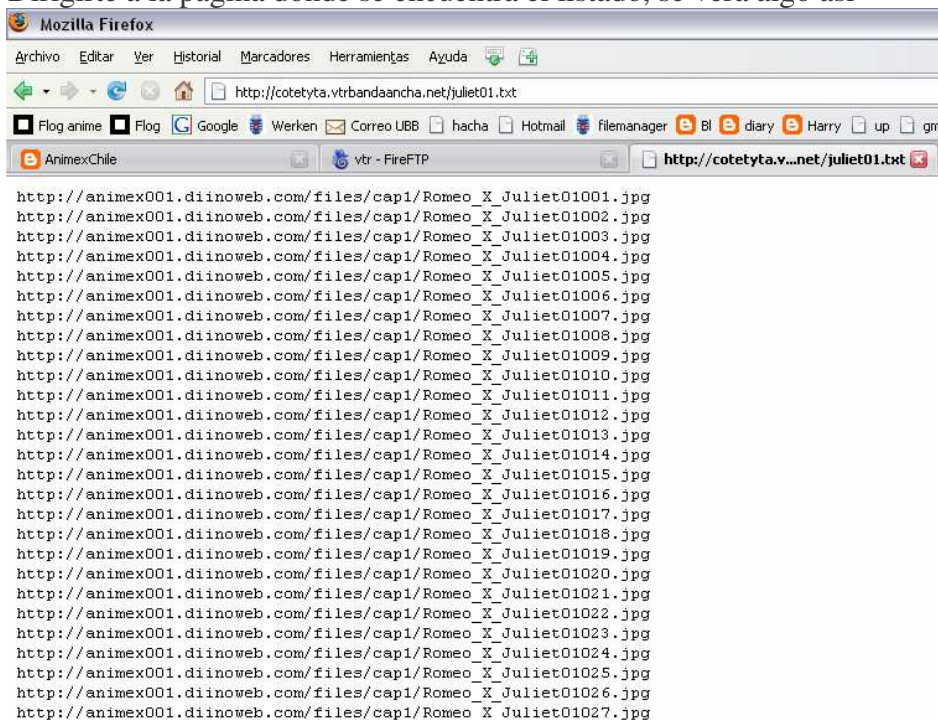 Dirigirte a la página donde se encuentra el listado, se verá algo así
Mozilla Firefox
Archivo Editar Ver Historial Marcadores Herramientas Ayuda
http://cotetyta.vtrbandaancha.net/juliet01.txt
Flog anime Flog Google Werken Correo UBB hacha Hotmail filemanager Bl diary Harry up gm
AnimexChile vtr - FireFTP http://cotetyta.v...net/juliet01.txt
http://animex001.diinoweb.com/files/cap1/Romeo_X_Juliet01001.jpg
http://animex001.diinoweb.com/files/cap1/Romeo_X_Juliet01002.jpg
http://animex001.diinoweb.com/files/cap1/Romeo_X_Juliet01003.jpg
http://animex001.diinoweb.com/files/cap1/Romeo_X_Juliet01004.jpg
http://animex001.diinoweb.com/files/cap1/Romeo_X_Juliet01005.jpg
http://animex001.diinoweb.com/files/cap1/Romeo_X_Juliet01006.jpg
http://animex001.diinoweb.com/files/cap1/Romeo_X_Juliet01007.jpg
http://animex001.diinoweb.com/files/cap1/Romeo_X_Juliet01008.jpg
http://animex001.diinoweb.com/files/cap1/Romeo_X_Juliet01009.jpg
http://animex001.diinoweb.com/files/cap1/Romeo_X_Juliet01010.jpg
http://animex001.diinoweb.com/files/cap1/Romeo_X_Juliet01011.jpg
http://animex001.diinoweb.com/files/cap1/Romeo_X_Juliet01012.jpg
http://animex001.diinoweb.com/files/cap1/Romeo_X_Juliet01013.jpg
http://animex001.diinoweb.com/files/cap1/Romeo_X_Juliet01014.jpg
http://animex001.diinoweb.com/files/cap1/Romeo_X_Juliet01015.jpg
http://animex001.diinoweb.com/files/cap1/Romeo_X_Juliet01016.jpg
http://animex001.diinoweb.com/files/cap1/Romeo_X_Juliet01017.jpg
http://animex001.diinoweb.com/files/cap1/Romeo_X_Juliet01018.jpg
http://animex001.diinoweb.com/files/cap1/Romeo_X_Juliet01019.jpg
http://animex001.diinoweb.com/files/cap1/Romeo_X_Juliet01020.jpg
http://animex001.diinoweb.com/files/cap1/Romeo_X_Juliet01021.jpg
http://animex001.diinoweb.com/files/cap1/Romeo_X_Juliet01022.jpg
http://animex001.diinoweb.com/files/cap1/Romeo_X_Juliet01023.jpg
http://animex001.diinoweb.com/files/cap1/Romeo_X_Juliet01024.jpg
http://animex001.diinoweb.com/files/cap1/Romeo_X_Juliet01025.jpg
http://animex001.diinoweb.com/files/cap1/Romeo_X_Juliet01026.jpg
http://animex001.diinoweb.com/files/cap1/Romeo_X_Juliet01027.jpg